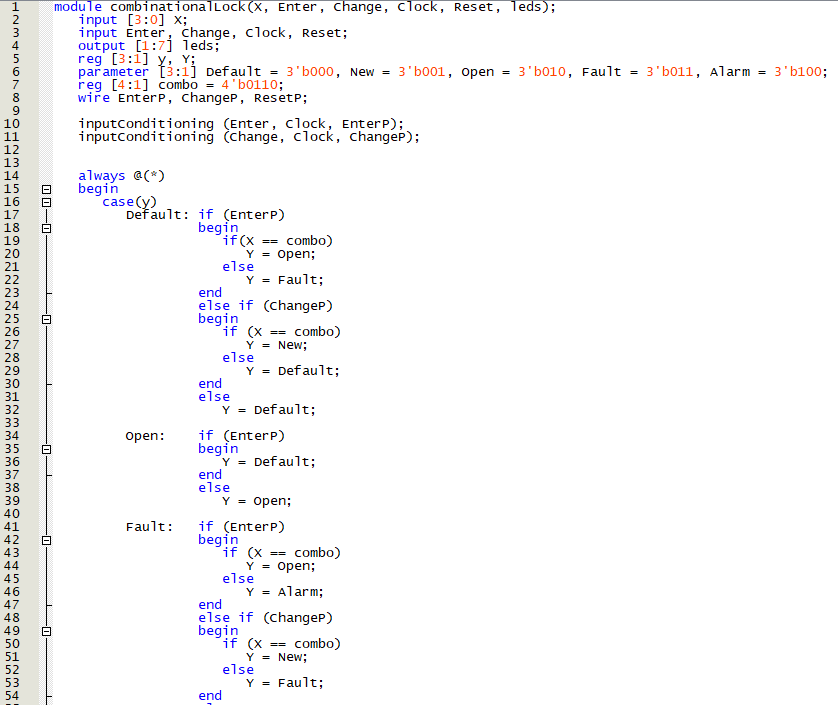 1 module combinationalLock(X, Enter, Change, Clock, Reset, leds);
2 input [3:0] X;
3 input Enter, Change, Clock, Reset;
4 output [1:7] leds;
5 reg [3:1] y, Y;
6 parameter [3:1] Default = 3'b000, New = 3'b001, Open = 3'b010, Fault = 3'b011, Alarm = 3'b100;
7 reg [4:1] combo = 4'b0110;
8 wire EnterP, ChangeP, ResetP;
9
10 inputConditioning (Enter, Clock, EnterP);
11 inputConditioning (Change, Clock, ChangeP);
12
13
14 always @(*)
15 begin
16 case(y)
17 Default: if (EnterP)
18 begin
19 if(X == combo)
20 Y = Open;
21 else
22 Y = Fault;
23 end
24 else if (ChangeP)
25 begin
26 if (X == combo)
27 Y = New;
28 else
29 Y = Default;
30 end
31 else
32 Y = Default;
33
34 Open: if (EnterP)
35 begin
36 Y = Default;
37 end
38 else
39 Y = Open;
40
41 Fault: if (EnterP)
42 begin
43 if (X == combo)
44 Y = Open;
45 else
46 Y = Alarm;
47 end
48 else if (ChangeP)
49 begin
50 if (X == combo)
51 Y = New;
52 else
53 Y = Fault;
54 end